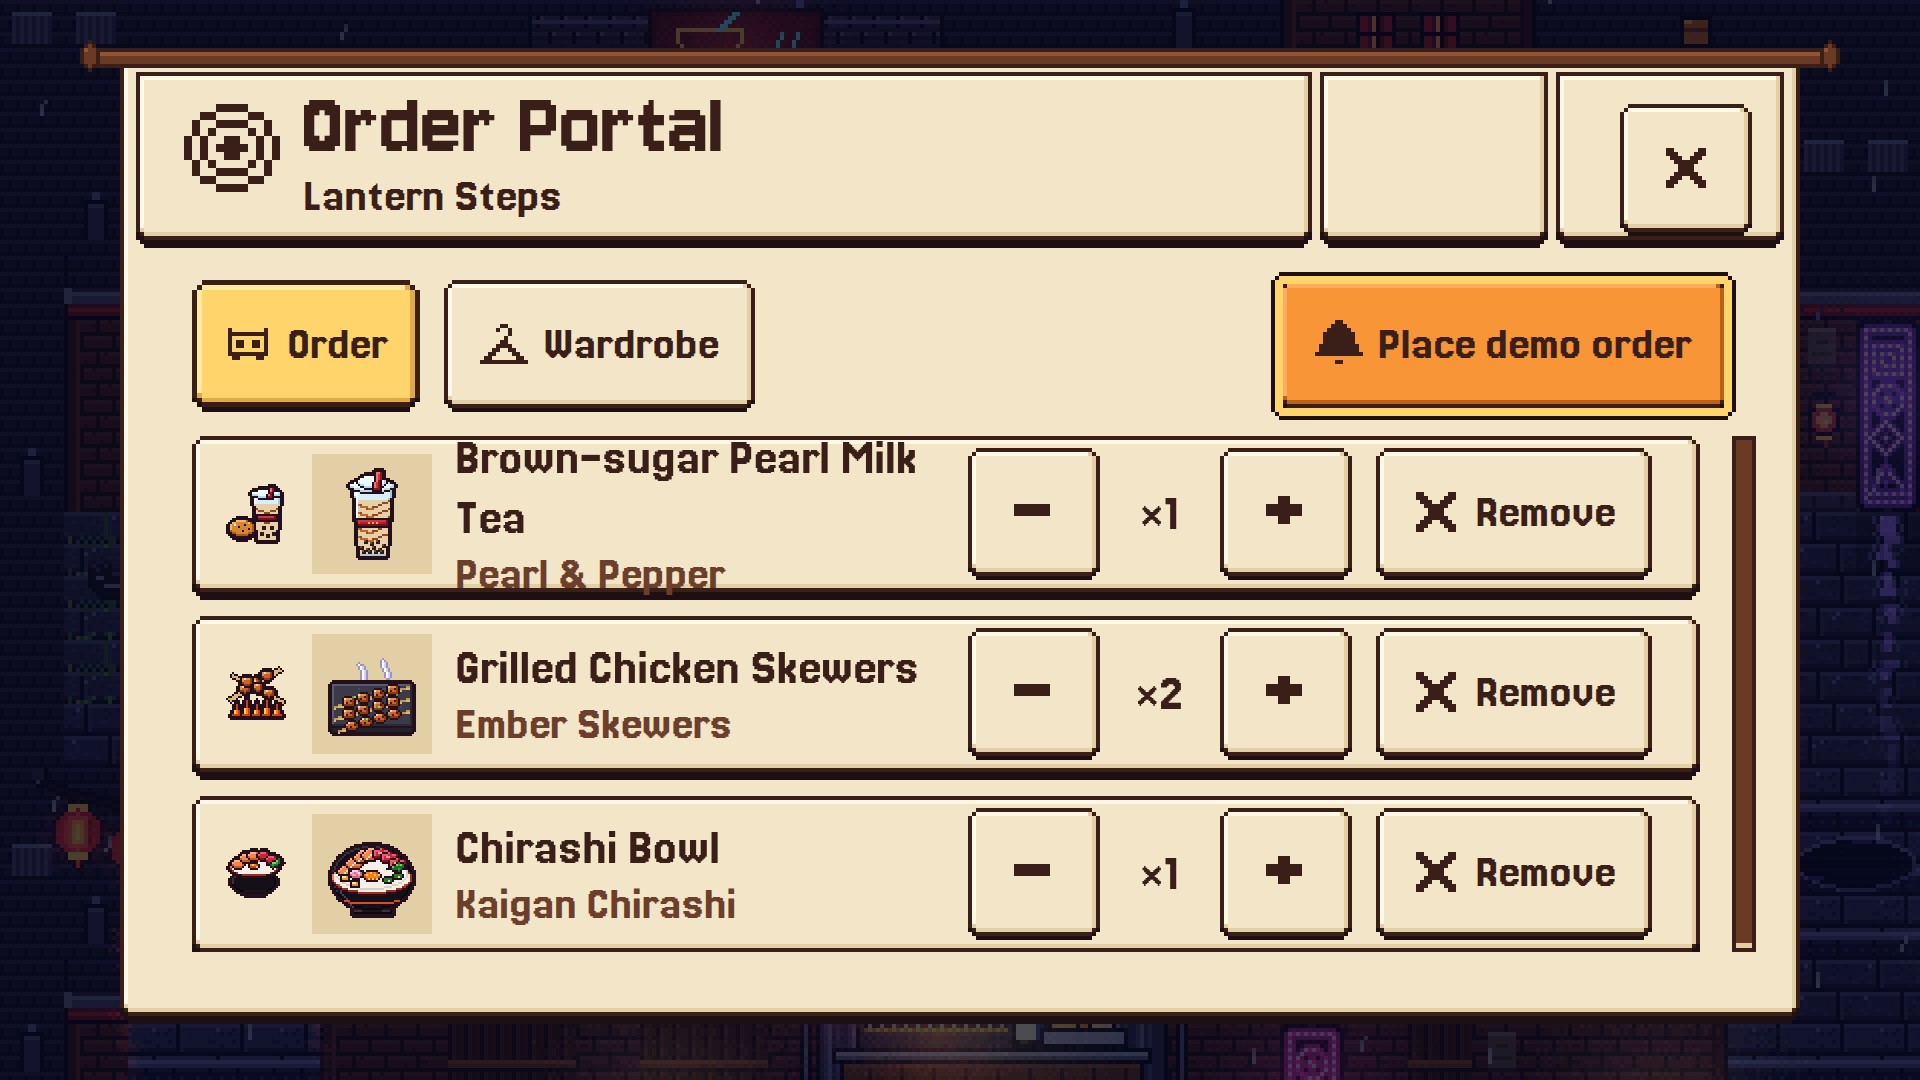 Order Portal
Lantern Steps
Order
Wardrobe
Place demo order
Brown-sugar Pearl Milk
Tea
Pearl & Pepper
×1
Remove
Grilled Chicken Skewers
Ember Skewers
×2
Remove
Chirashi Bowl
Kaigan Chirashi
×1
Remove